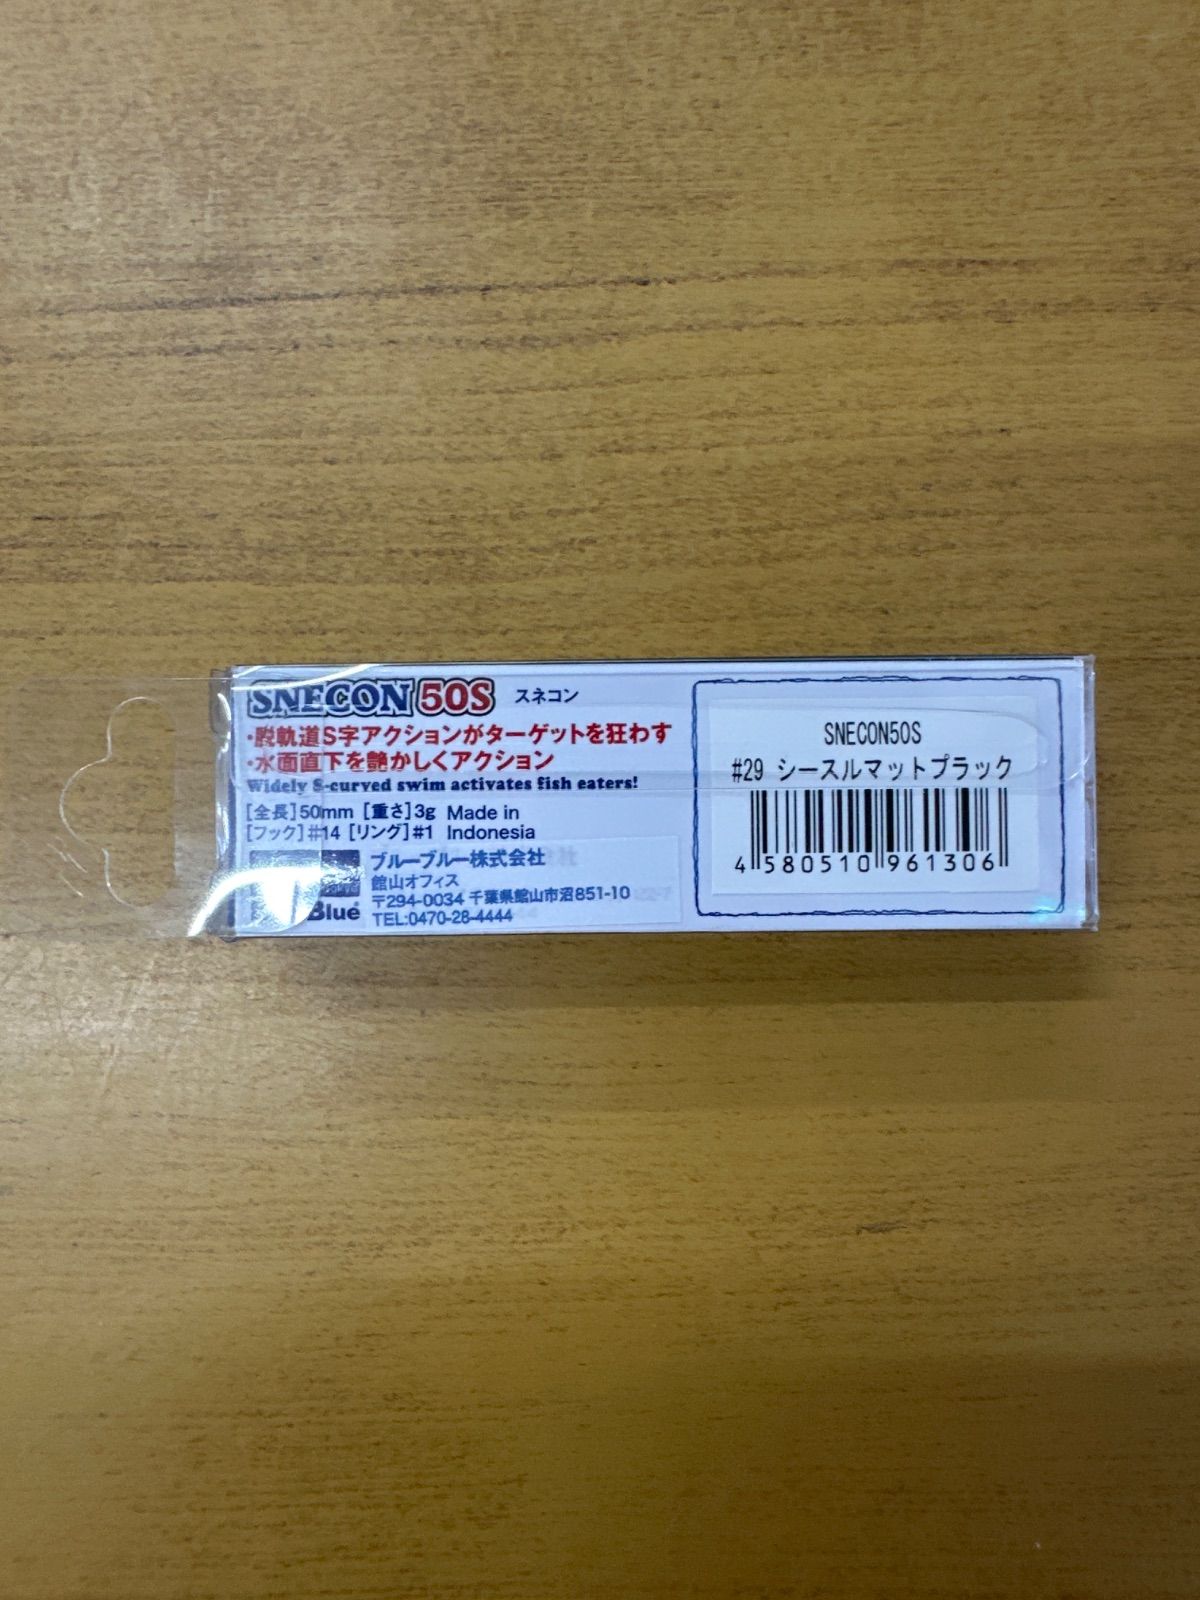 SNECON 50S スネコン
・脱軌道S字アクションがターゲットを狂わす
・水面直下を艶かしくアクション
Widely S-curved swim activates fish eaters!
[全長]50mm [重さ]3g Made in
[フック]#14 [リング]#1 Indonesia
Blue
ブルーブルー株式会社
館山オフィス
〒294-0034 千葉県館山市沼851-10
TEL:0470-28-4444
SNECON50S
#29 シースルマットブラック
4 580510 961306